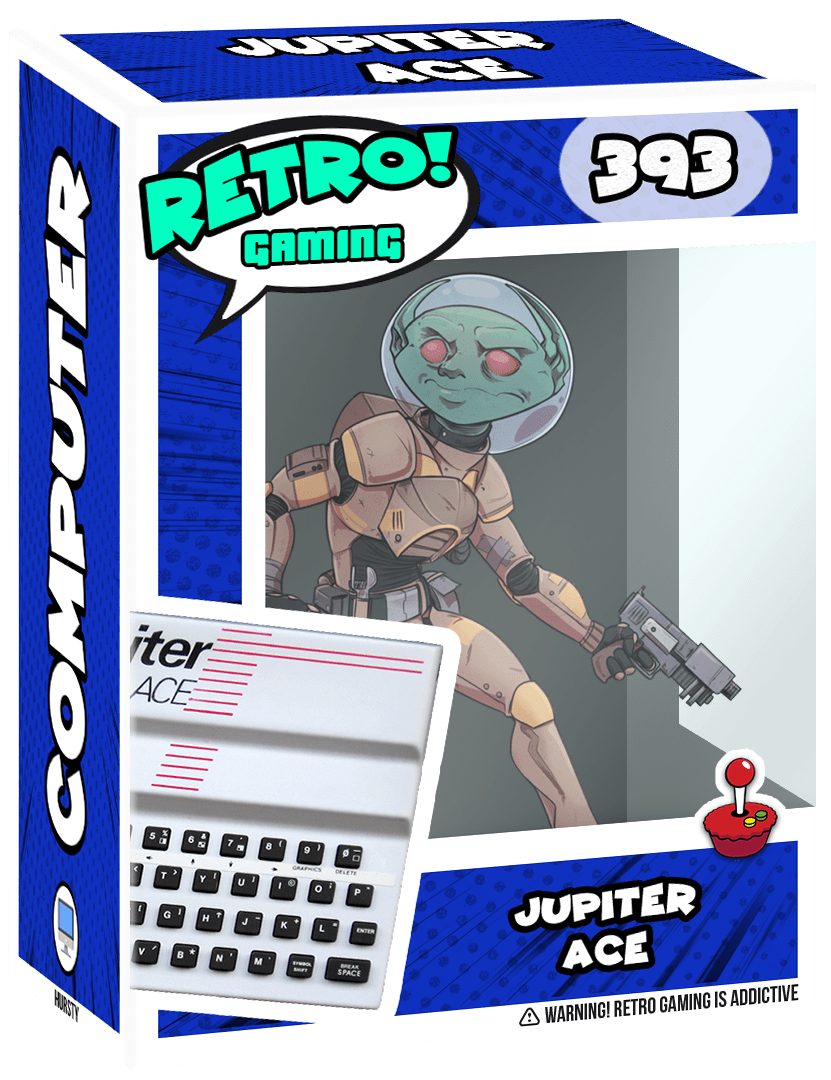 JUPITER
ACE
RETRO!
GAMING
393
COMPUTER
iter
ACE
5 % 6 & 7 ' 8 ( 9 ) Ø _
GRAPHICS DELETE
T > Y [ U ] I © O ; P "
G } H ↑ J - K + L = ENTER
V / B * N , M . SYMBOL SHIFT BREAK SPACE
JUPITER
ACE
HURSTY
WARNING! RETRO GAMING IS ADDICTIVE